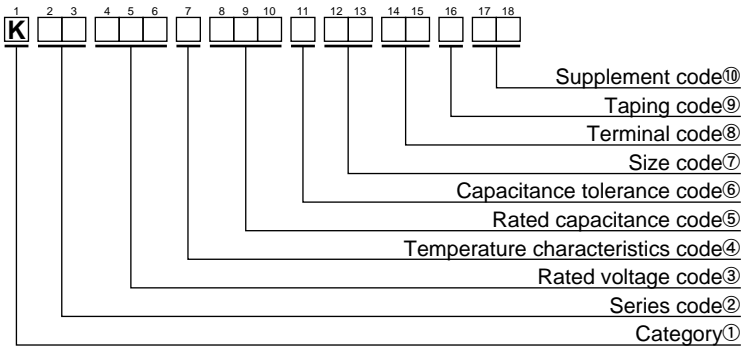 1 2 3 4 5 6 7 8 9 10 11 12 13 14 15 16 17 18
K
Supplement code⑩
Taping code⑨
Terminal code⑧
Size code⑦
Capacitance tolerance code⑥
Rated capacitance code⑤
Temperature characteristics code④
Rated voltage code③
Series code②
Category①